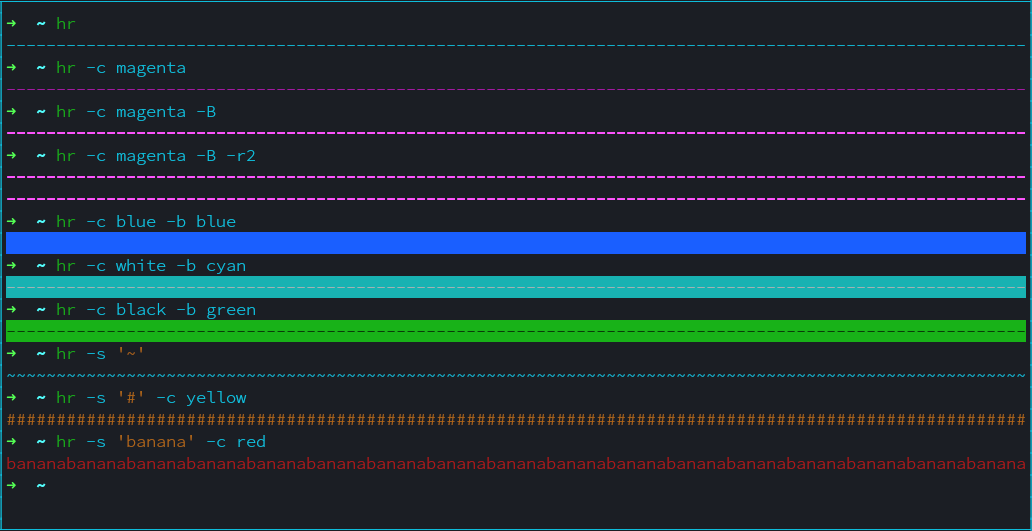 ➜  ~ hr
------------------------------------------------------------------------------------------------------
➜  ~ hr -c magenta
------------------------------------------------------------------------------------------------------
➜  ~ hr -c magenta -B
------------------------------------------------------------------------------------------------------
➜  ~ hr -c magenta -B -r2
------------------------------------------------------------------------------------------------------
------------------------------------------------------------------------------------------------------
➜  ~ hr -c blue -b blue
➜  ~ hr -c white -b cyan
------------------------------------------------------------------------------------------------------
➜  ~ hr -c black -b green
------------------------------------------------------------------------------------------------------
➜  ~ hr -s '~'
~~~~~~~~~~~~~~~~~~~~~~~~~~~~~~~~~~~~~~~~~~~~~~~~~~~~~~~~~~~~~~~~~~~~~~~~~~~~~~~~~~~~~~~~~~~~~~~~~~~~~~
➜  ~ hr -s '#' -c yellow
######################################################################################################
➜  ~ hr -s 'banana' -c red
bananabananabananabananabananabananabananabananabananabananabananabananabananabananabananabananabanana
➜  ~